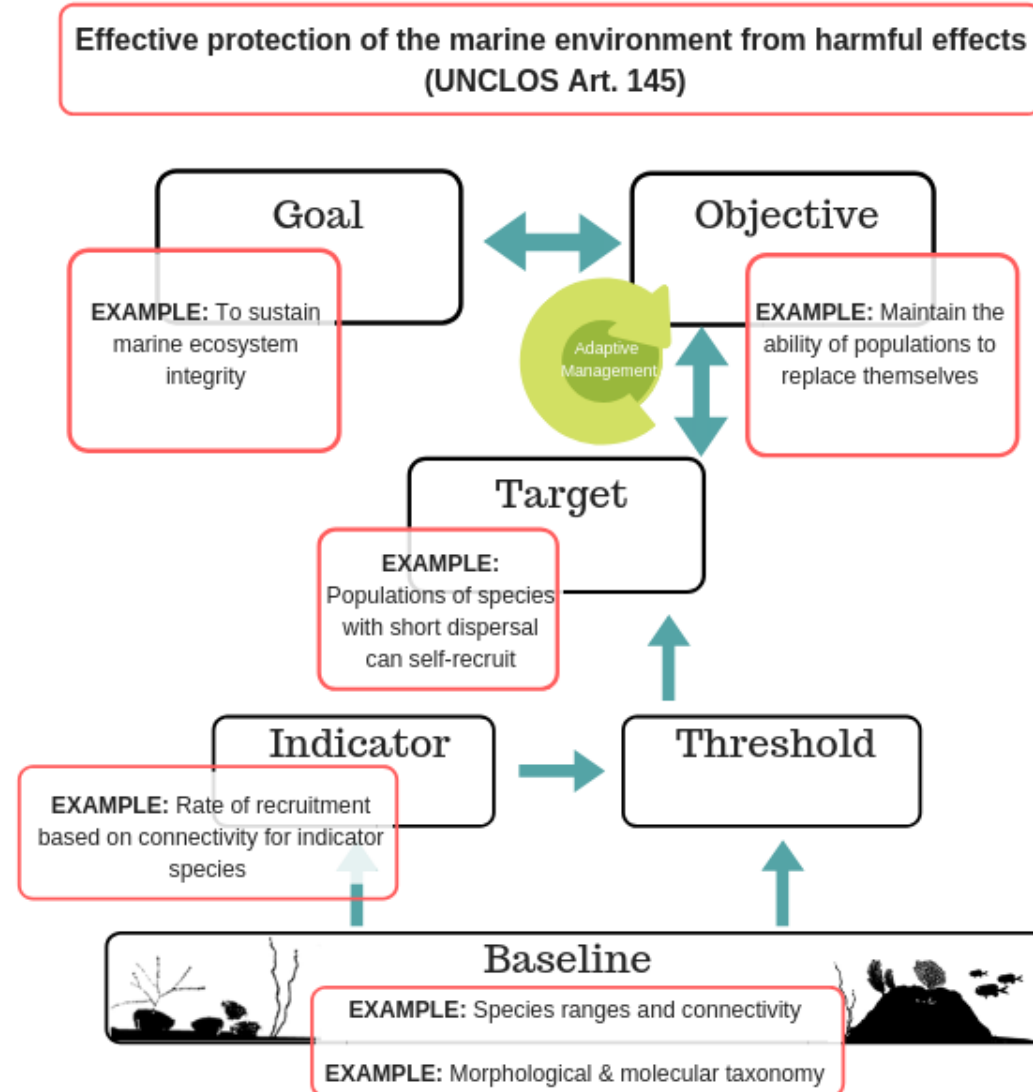 Effective protection of the marine environment from harmful effects
(UNCLOS Art. 145)
Goal
Objective
EXAMPLE: To sustain
marine ecosystem
integrity
EXAMPLE: Maintain the
ability of populations to
replace themselves
Adaptive
Management
Target
EXAMPLE:
Populations of species
with short dispersal
can self-recruit
Indicator
Threshold
EXAMPLE: Rate of recruitment
based on connectivity for indicator
species
Baseline
EXAMPLE: Species ranges and connectivity
EXAMPLE: Morphological & molecular taxonomy